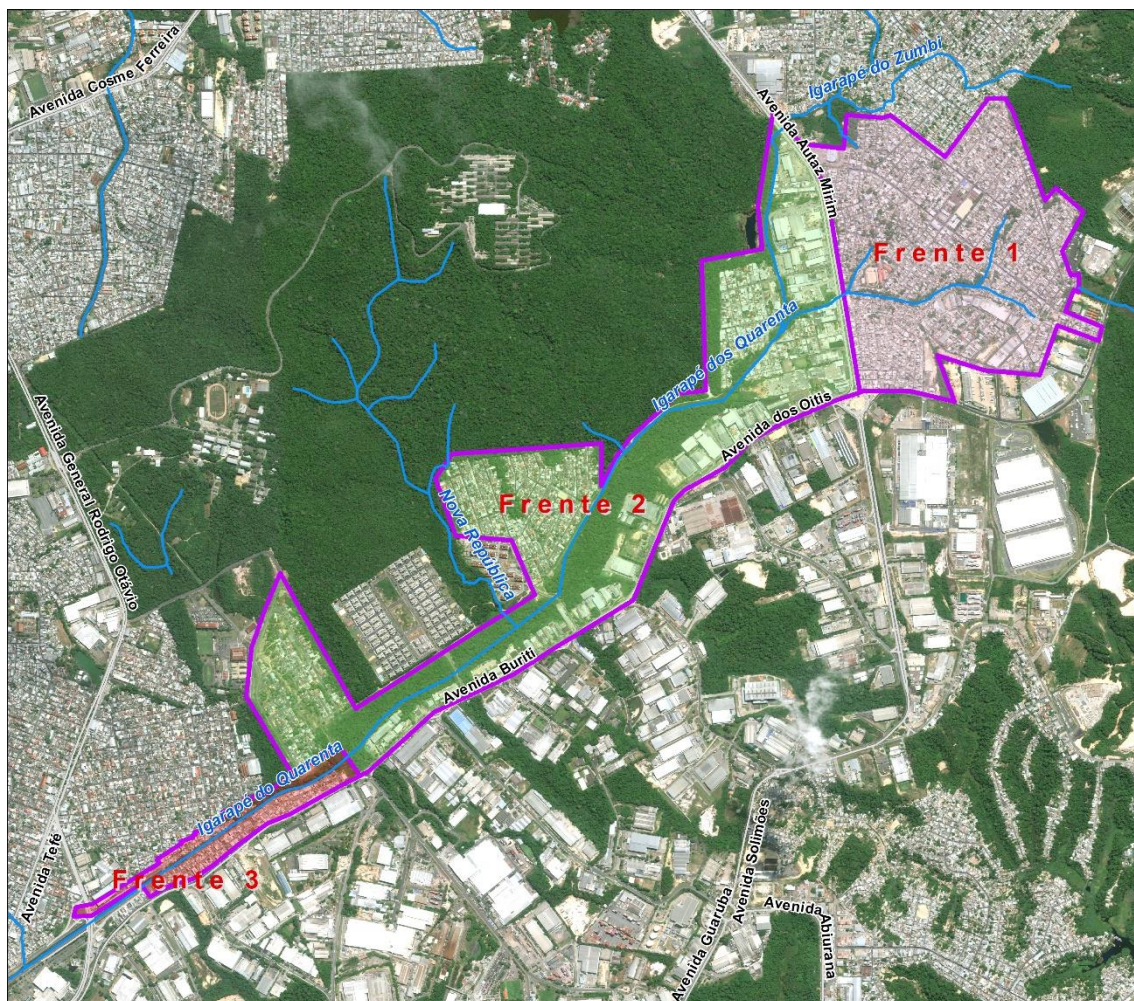 Avenida Cosme Ferreira
Igarapé do Zumbi
Avenida Autaz Mirim
Frente 1
Igarapé dos Quarenta
Avenida dos Oitis
Avenida General Rodrigo Otávio
Frente 2
Nova República
Avenida Buriti
Igarapé do Quarenta
Avenida Tefé
Frente 3
Avenida Solimões
Avenida Guaruba
Avenida Abiurana